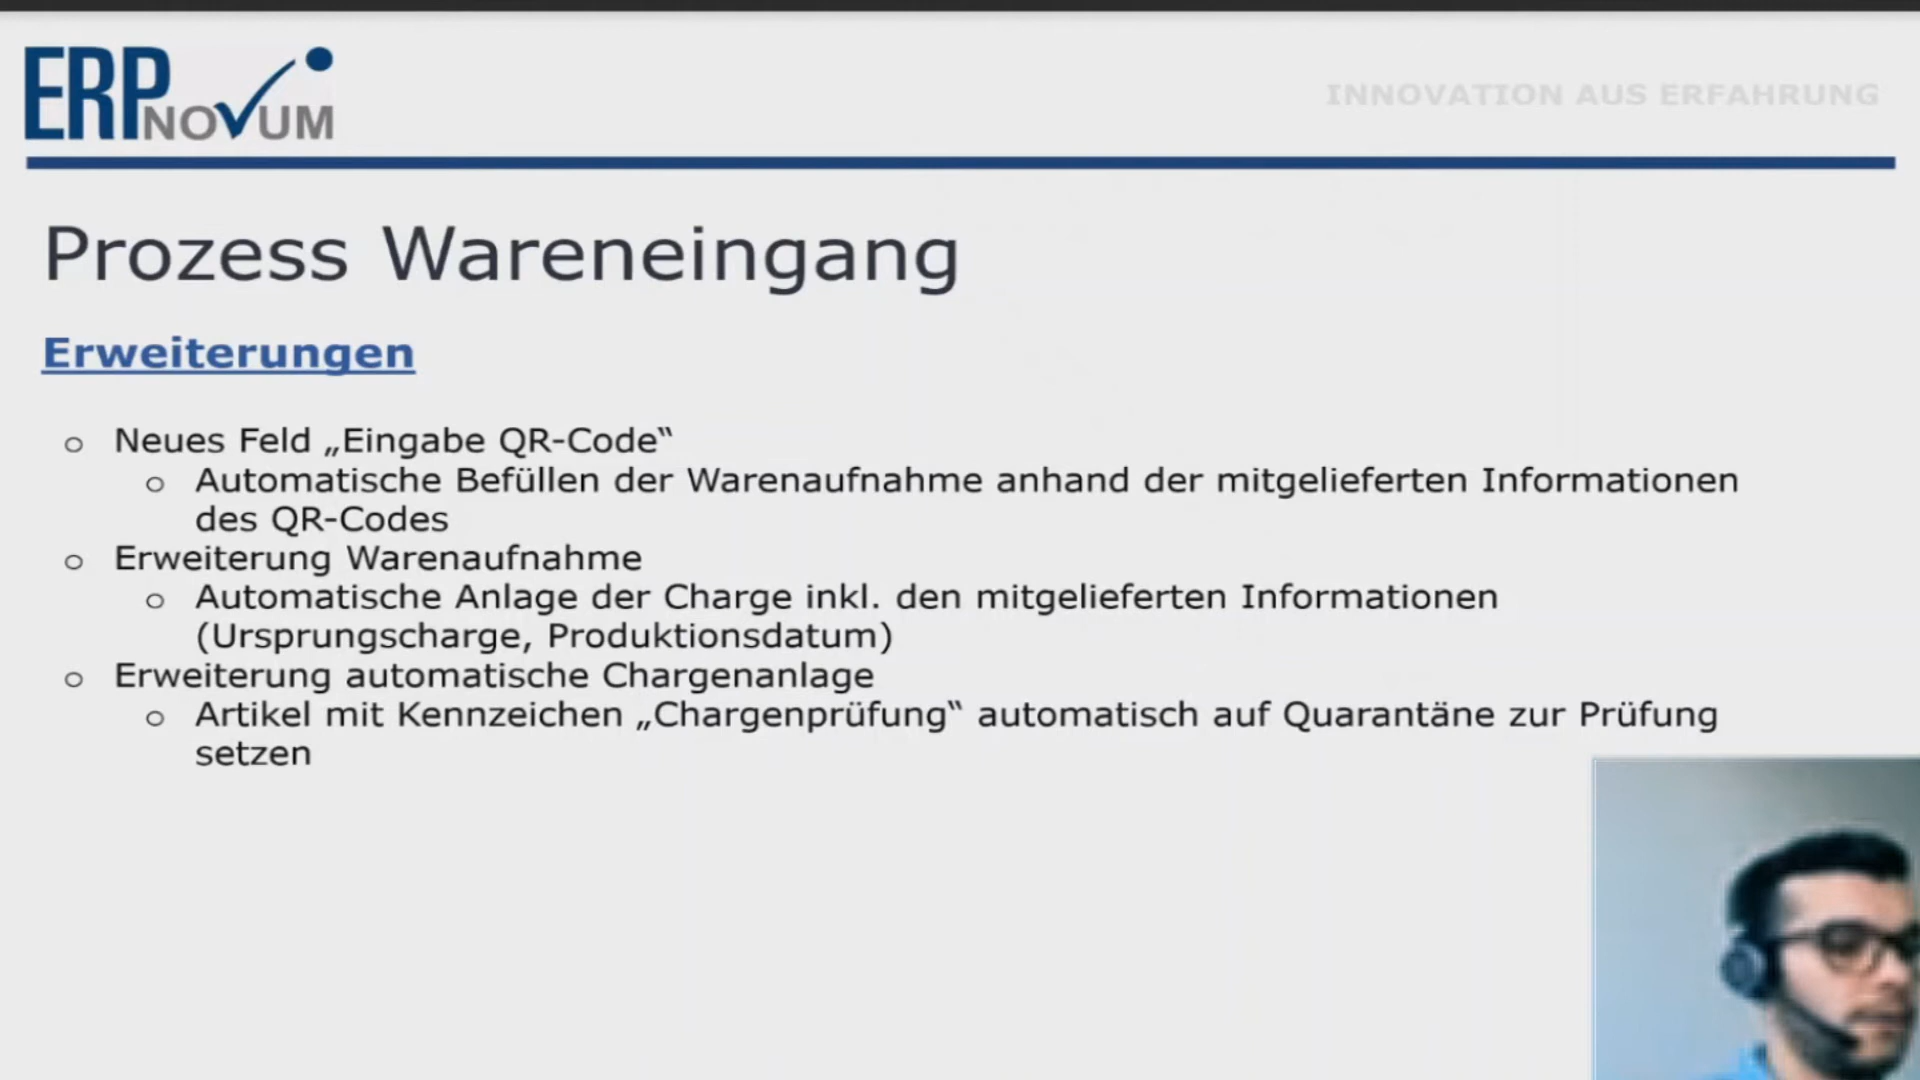 ERP NOVUM
INNOVATION AUS ERFAHRUNG
Prozess Wareneingang
Erweiterungen
o Neues Feld „Eingabe QR-Code“
o Automatische Befüllen der Warenaufnahme anhand der mitgelieferten Informationen
des QR-Codes
o Erweiterung Warenaufnahme
o Automatische Anlage der Charge inkl. den mitgelieferten Informationen
(Ursprungscharge, Produktionsdatum)
o Erweiterung automatische Chargenanlage
o Artikel mit Kennzeichen „Chargenprüfung“ automatisch auf Quarantäne zur Prüfung
setzen